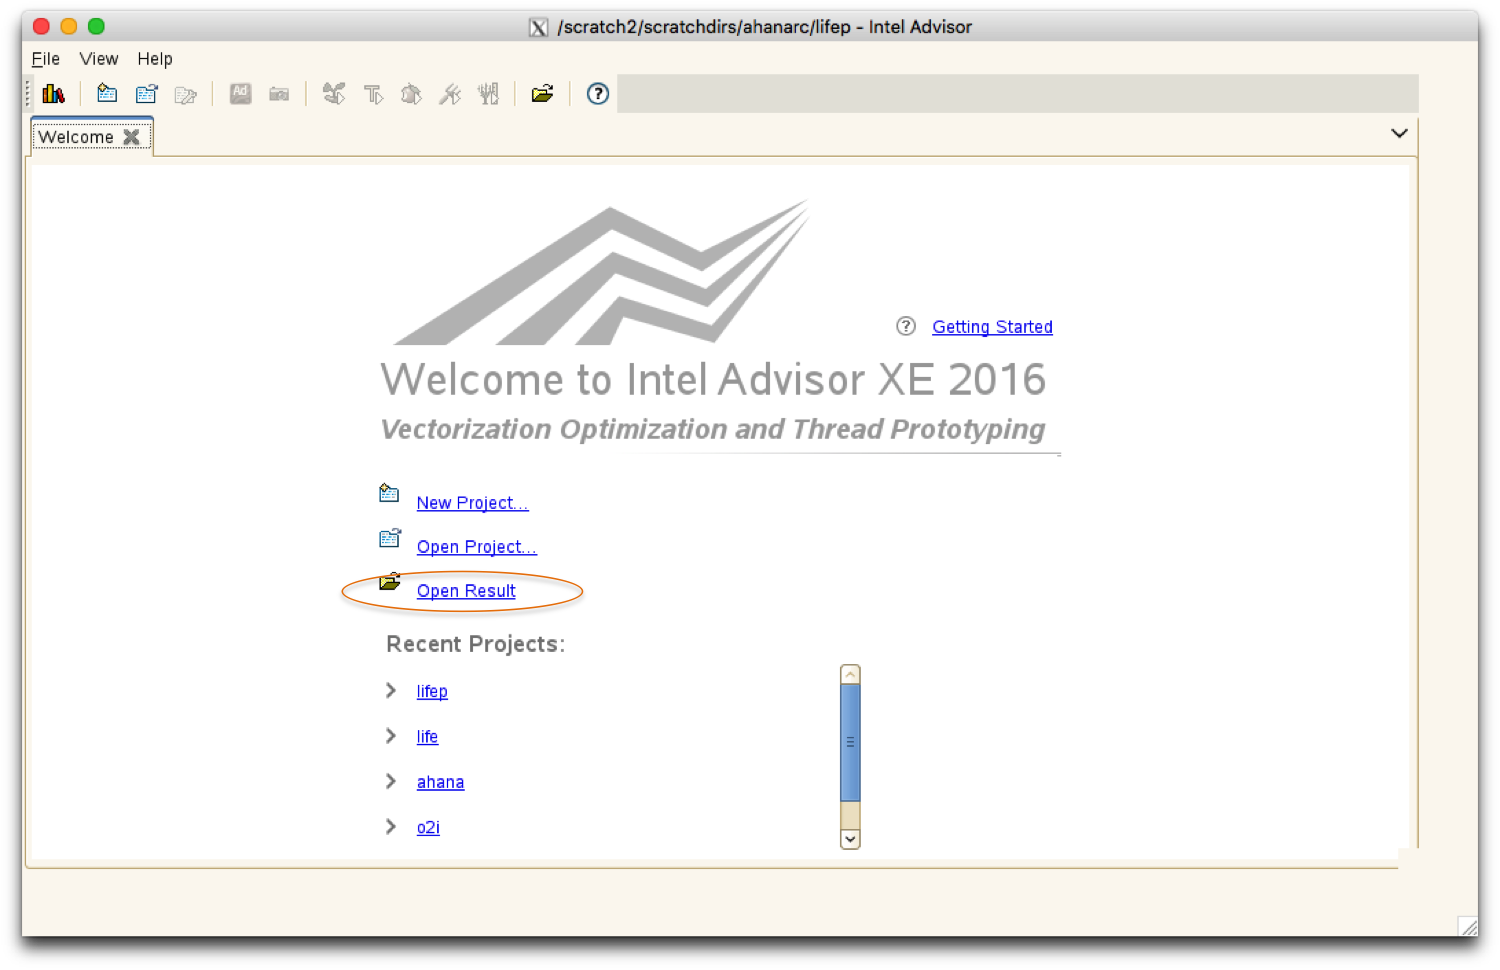 /scratch2/scratchdirs/ahanarc/lifep - Intel Advisor
File View Help
Ad
Welcome
Getting Started
Welcome to Intel Advisor XE 2016
Vectorization Optimization and Thread Prototyping
New Project...
Open Project...
Open Result
Recent Projects:
lifep
life
ahana
o2i